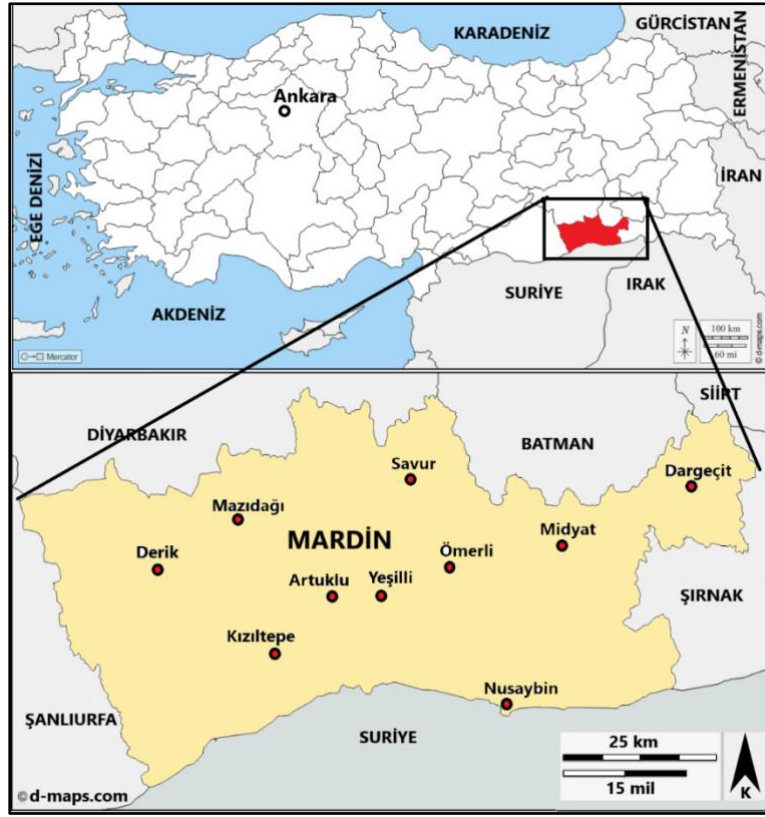 KARADENİZ
GÜRCİSTAN
ERMENİSTAN
Ankara
İRAN
EGE DENİZİ
SURİYE
IRAK
AKDENİZ
Mercator
N
100 km
60 mi
© d-maps.com
DİYARBAKIR
BATMAN
SİİRT
Savur
Dargeçit
Mazıdağı
MARDİN
Midyat
Derik
Ömerli
Artuklu
Yeşilli
ŞIRNAK
Kızıltepe
Nusaybin
ŞANLIURFA
SURİYE
25 km
15 mil
K
© d-maps.com